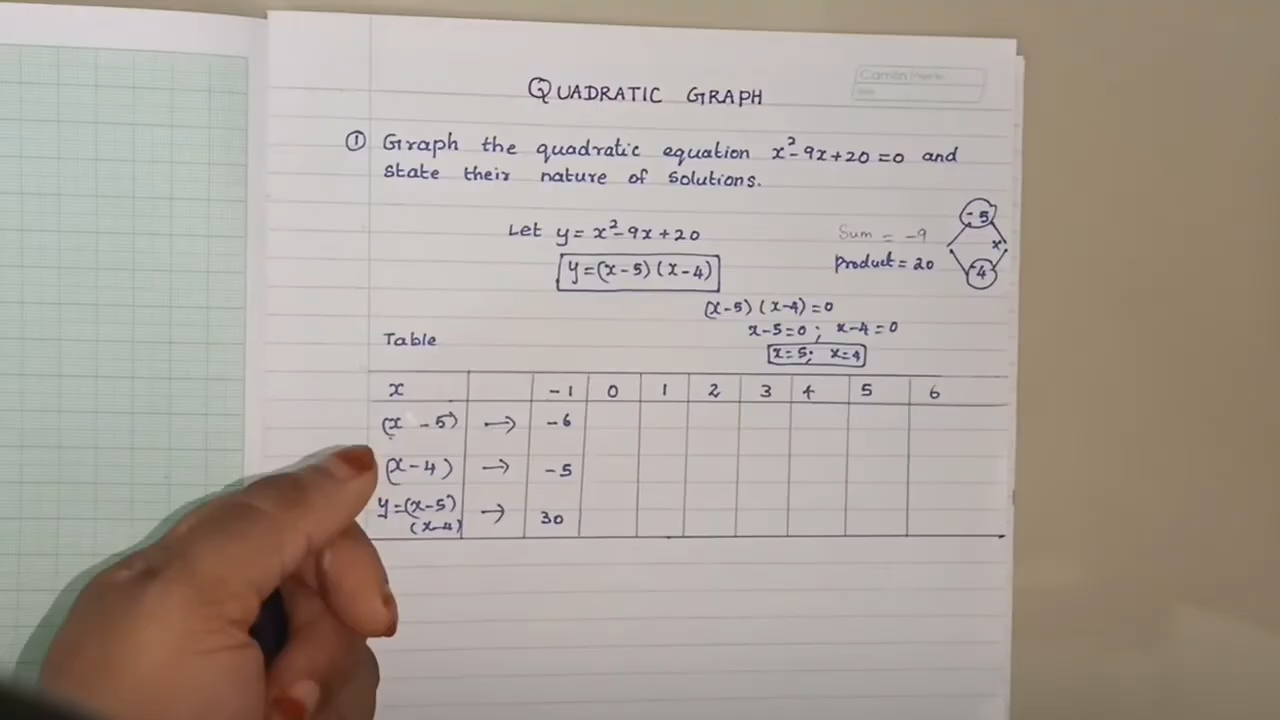 Camlin
QUADRATIC GRAPH
① Graph the quadratic equation x²-9x+20=0 and
state their nature of solutions.
Let y=x²-9x+20
y=(x-5)(x-4)
Sum = -9
product=20
-5
x
-4
(x-5)(x-4)=0
x-5=0; x-4=0
x=5; x=4
Table
x -1 0 1 2 3 4 5 6
(x -5) → -6
(x-4) → -5
y=(x-5) → 30
(x-4)